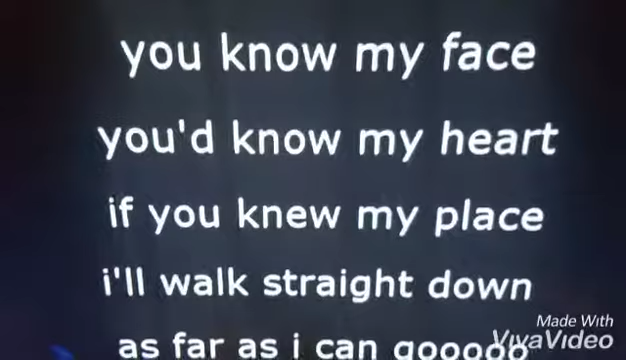 you know my face
you'd know my heart
if you knew my place
i'll walk straight down
as far as i can gooooo
Made With
VivaVideo